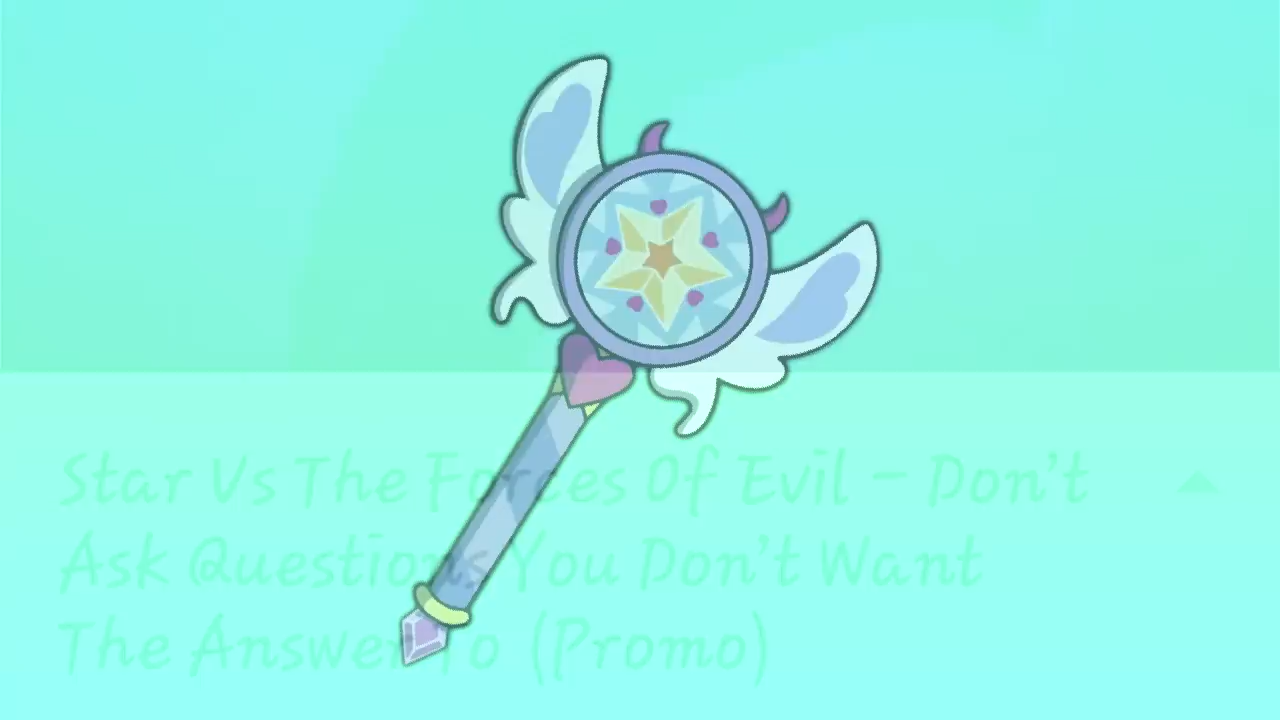 Star Vs The Forces Of Evil - Don't
Ask Questions You Don't Want
The Answer To (Promo)